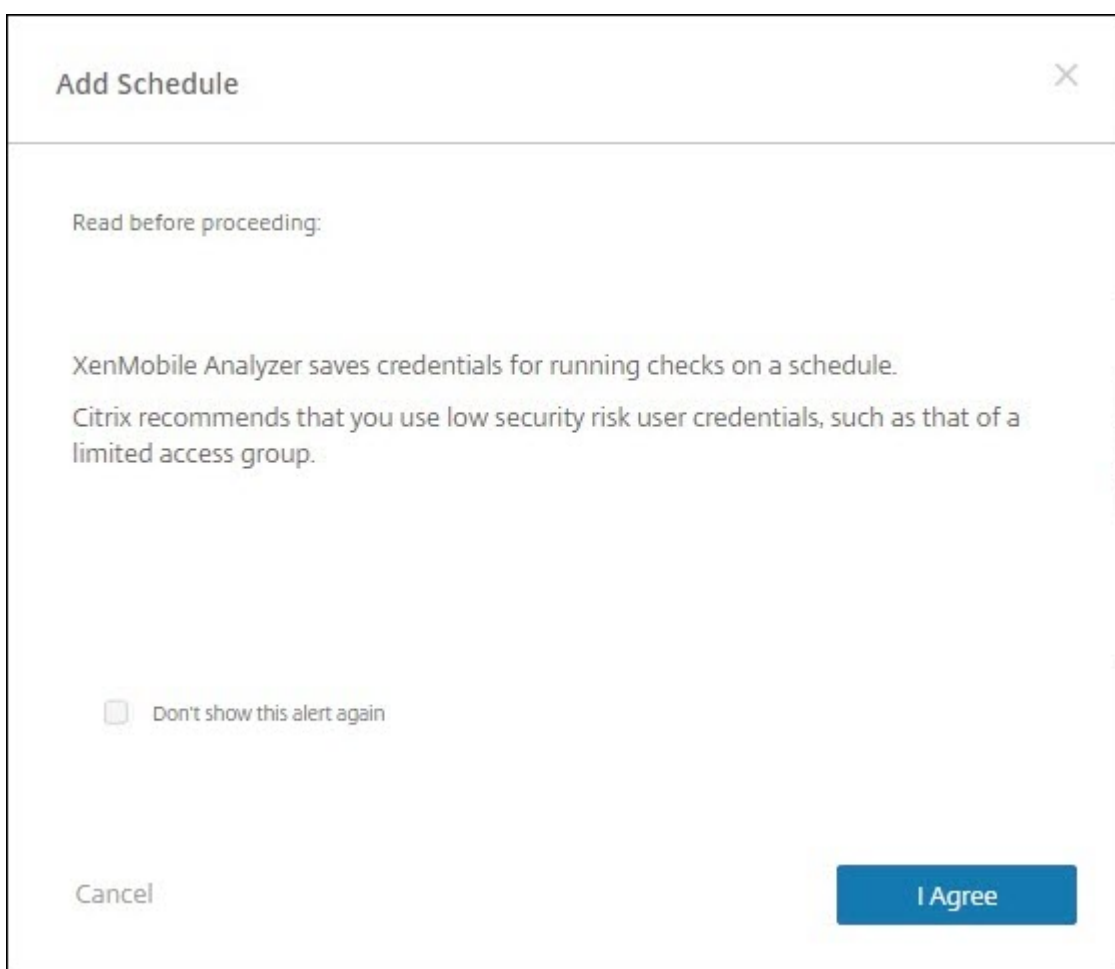 Add Schedule
Read before proceeding:
XenMobile Analyzer saves credentials for running checks on a schedule.
Citrix recommends that you use low security risk user credentials, such as that of a
limited access group.
Don't show this alert again
Cancel
I Agree